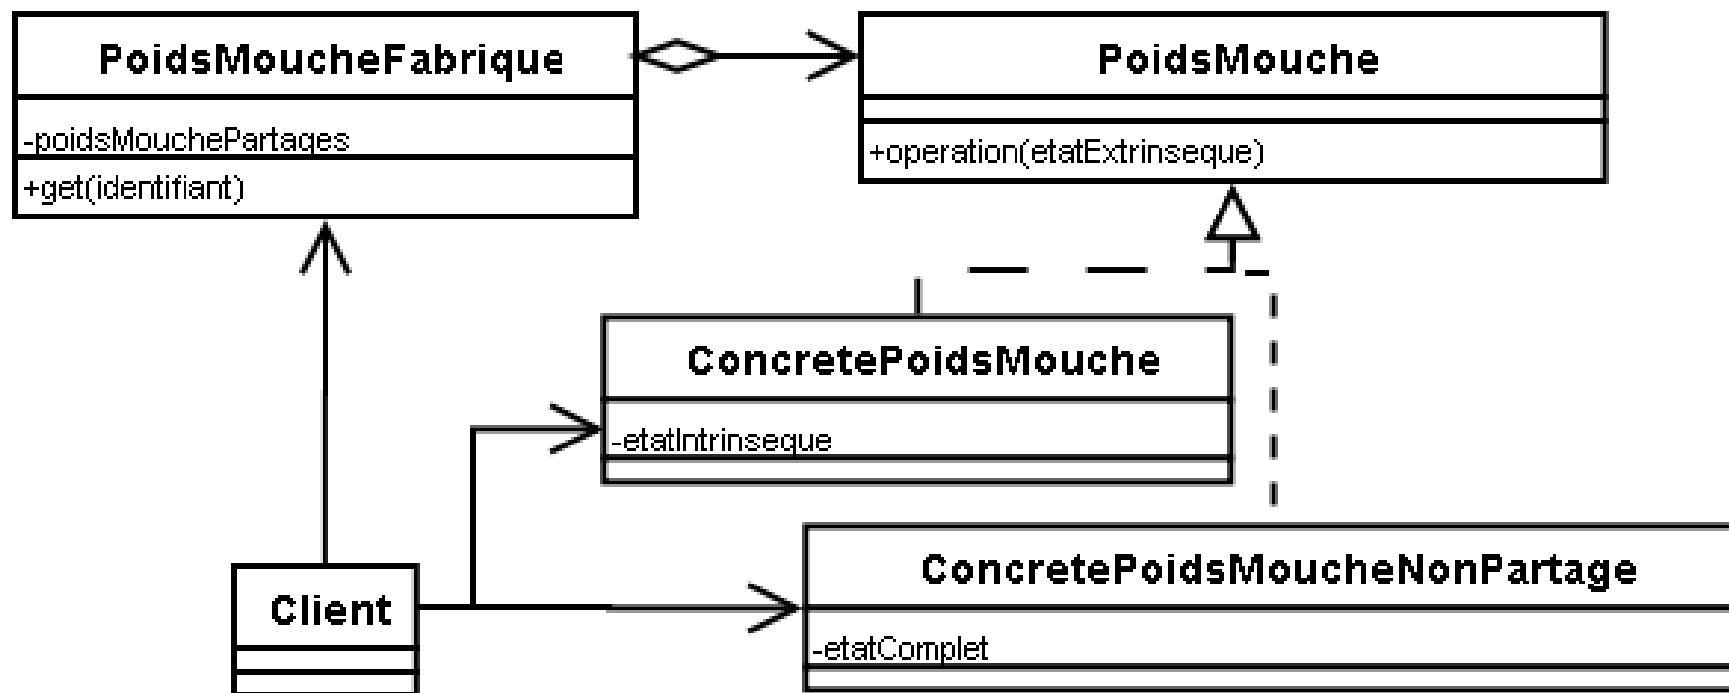 PoidsMoucheFabrique
-poidsMouchePartages
+get(identifiant)
PoidsMouche
+operation(etatExtrinseque)
ConcretePoidsMouche
-etatIntrinseque
ConcretePoidsMoucheNonPartage
-etatComplet
Client